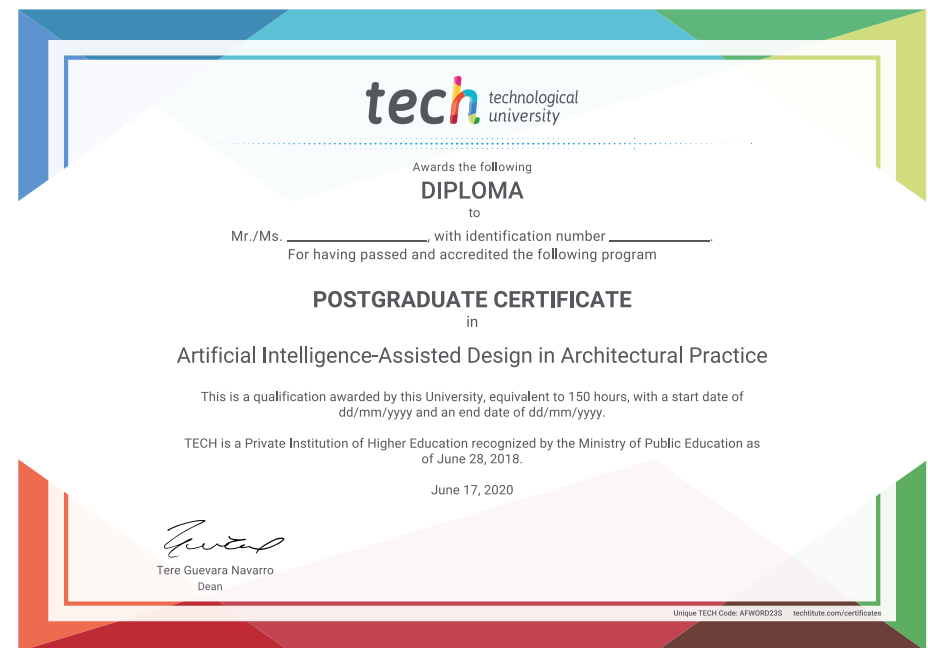 tech technological
university
Awards the following
DIPLOMA
to
Mr./Ms. ____________, with identification number ____________.
For having passed and accredited the following program
POSTGRADUATE CERTIFICATE
in
Artificial Intelligence-Assisted Design in Architectural Practice
This is a qualification awarded by this University, equivalent to 150 hours, with a start date of
dd/mm/yyyy and an end date of dd/mm/yyyy.
TECH is a Private Institution of Higher Education recognized by the Ministry of Public Education as
of June 28, 2018.
June 17, 2020
Tere Guevara Navarro
Dean
Unique TECH Code: AFWORD23S techtitute.com/certificates